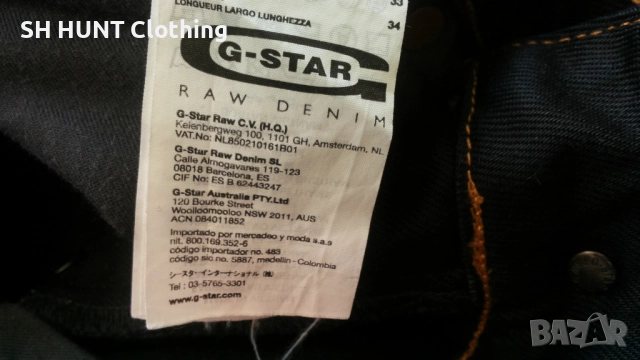 SH HUNT Clothing
33
LONGUEUR LARGO LUNGHEZZA
34
G-STAR
RAW DENIM
G-Star Raw C.V. (H.Q.)
Keienbergweg 100, 1101 GH, Amsterdam, NL
VAT.No: NL850210161B01
G-Star Raw Denim SL
Calle Almogavares 119-123
08018 Barcelona, ES
CIF No: ES B 62443247
G-Star Australia PTY.Ltd
120 Bourke Street
Woolloomooloo NSW 2011, AUS
ACN 084011852
Importado por mercadeo y moda s.a.s
nit. 800.169.352-6
código importador no. 483
código sic no. 5887, medellin-Colombia
ジースター インターナショナル (株)
Tel : 03-5765-3301
www.g-star.com
BAZAR
bg